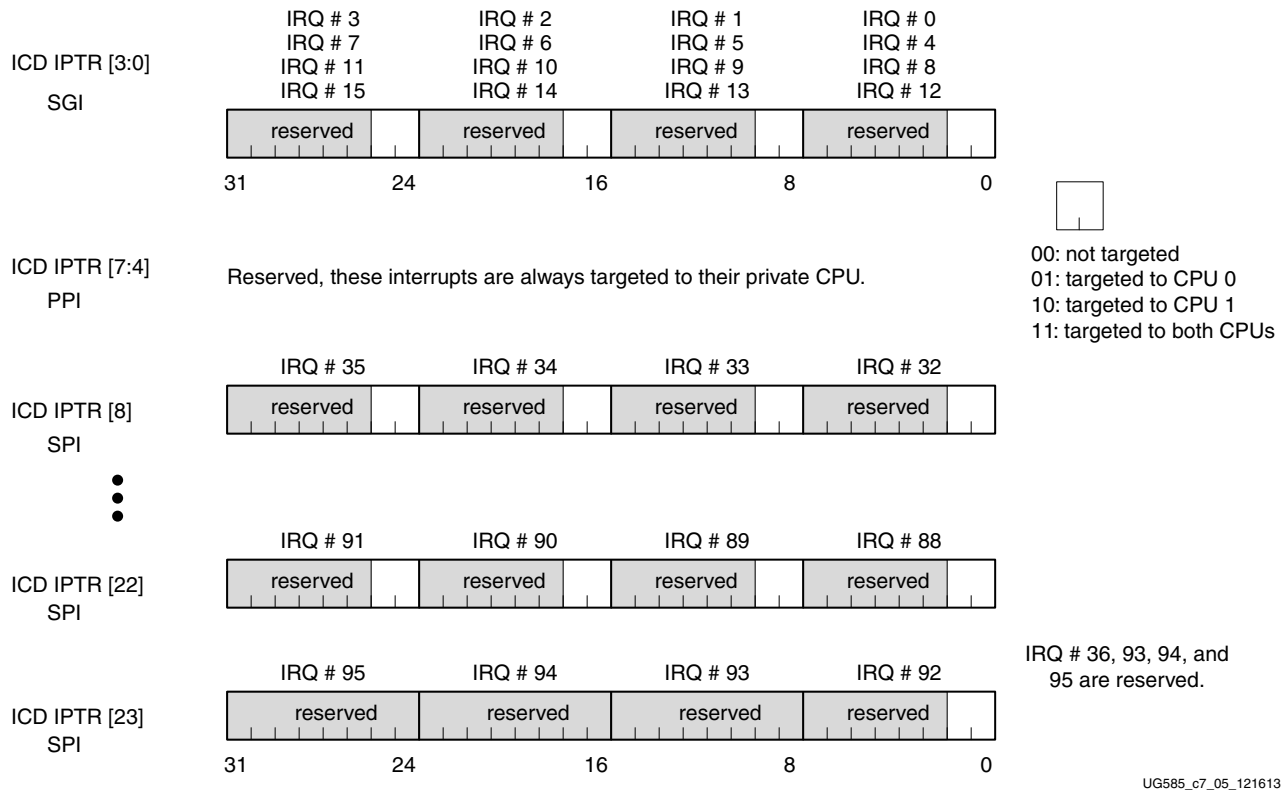 IRQ # 3 IRQ # 2 IRQ # 1 IRQ # 0
IRQ # 7 IRQ # 6 IRQ # 5 IRQ # 4
ICD IPTR [3:0] IRQ # 11 IRQ # 10 IRQ # 9 IRQ # 8
SGI IRQ # 15 IRQ # 14 IRQ # 13 IRQ # 12
reserved reserved reserved reserved
31 24 16 8 0
ICD IPTR [7:4]
PPI
Reserved, these interrupts are always targeted to their private CPU.
00: not targeted
01: targeted to CPU 0
10: targeted to CPU 1
11: targeted to both CPUs
IRQ # 35 IRQ # 34 IRQ # 33 IRQ # 32
ICD IPTR [8] reserved reserved reserved reserved
SPI
IRQ # 91 IRQ # 90 IRQ # 89 IRQ # 88
ICD IPTR [22] reserved reserved reserved reserved
SPI
IRQ # 95 IRQ # 94 IRQ # 93 IRQ # 92
ICD IPTR [23] reserved reserved reserved reserved
SPI
31 24 16 8 0
IRQ # 36, 93, 94, and
95 are reserved.
UG585_c7_05_121613